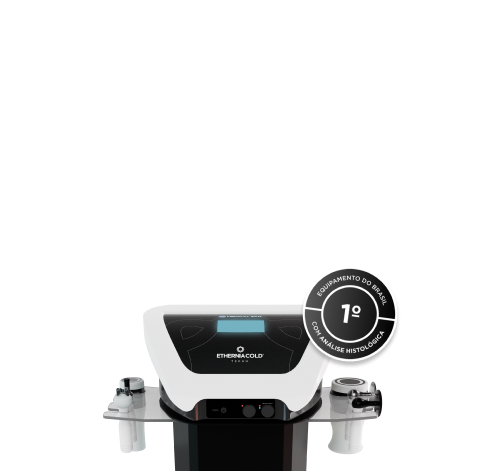 EQUIPAMENTO DO BRASIL
1º
COM ANÁLISE HISTOLÓGICA
ETHERNIA COLD